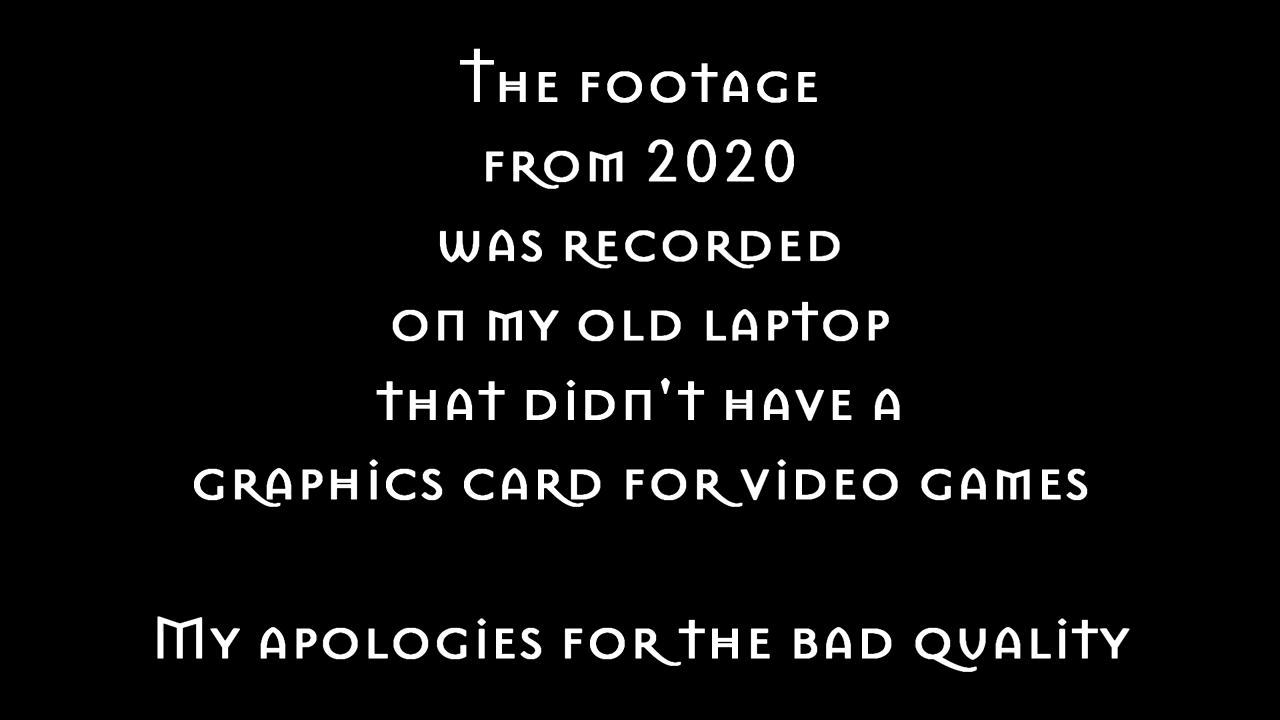 The footage
from 2020
was recorded
on my old laptop
that didn't have a
graphics card for video games
My apologies for the bad quality